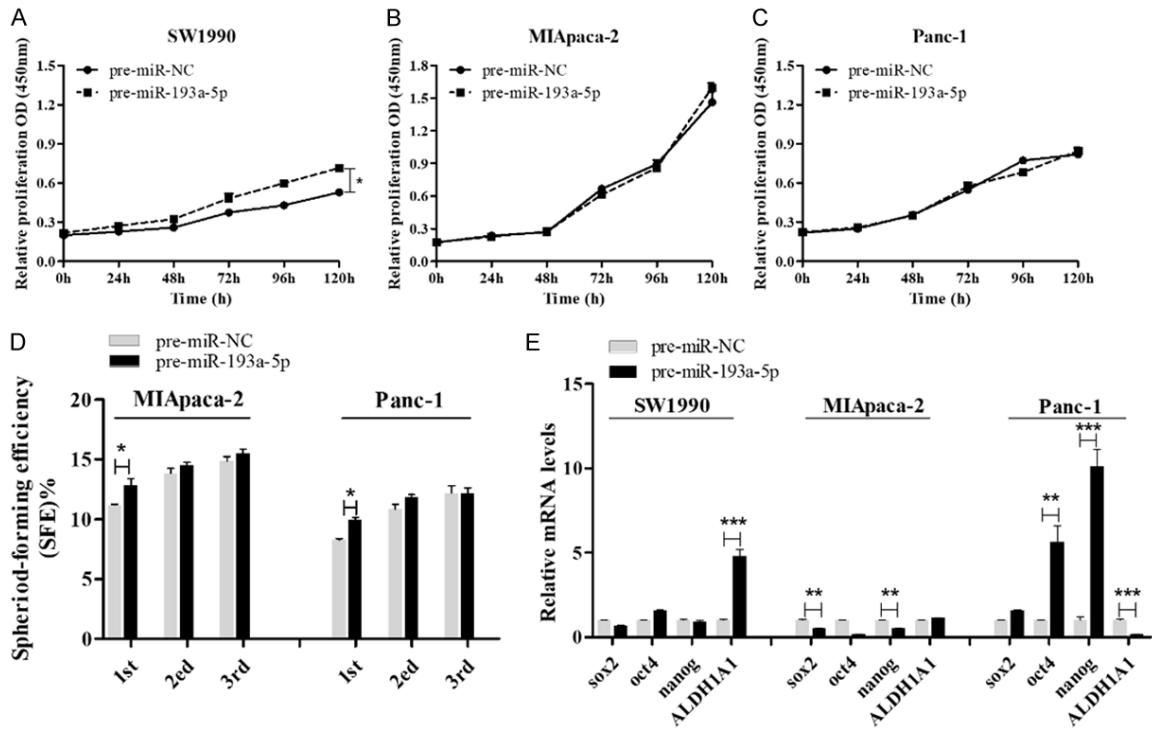 A
SW1990
Relative proliferation OD (450nm)
1.5
1.2
0.9
0.6
0.3
0.0
pre-miR-NC
pre-miR-193a-5p
*
0h 24h 48h 72h 96h 120h
Time (h)
B
MIApaca-2
Relative proliferation OD (450nm)
1.8
1.5
1.2
0.9
0.6
0.3
0.0
pre-miR-NC
pre-miR-193a-5p
0h 24h 48h 72h 96h 120h
Time (h)
C
Panc-1
Relative proliferation OD (450nm)
1.5
1.2
0.9
0.6
0.3
0.0
pre-miR-NC
pre-miR-193a-5p
0h 24h 48h 72h 96h 120h
Time (h)
D
pre-miR-NC
pre-miR-193a-5p
MIApaca-2 Panc-1
Spheriod-forming efficiency
(SFE)%
20
15
10
5
0
* *
1st 2ed 3rd 1st 2ed 3rd
E
pre-miR-NC
pre-miR-193a-5p
SW1990 MIApaca-2 Panc-1
Relative mRNA levels
15
10
5
0
*** ** ** ** *** ***
sox2 oct4 nanog ALDH1A1 sox2 oct4 nanog ALDH1A1 sox2 oct4 nanog ALDH1A1